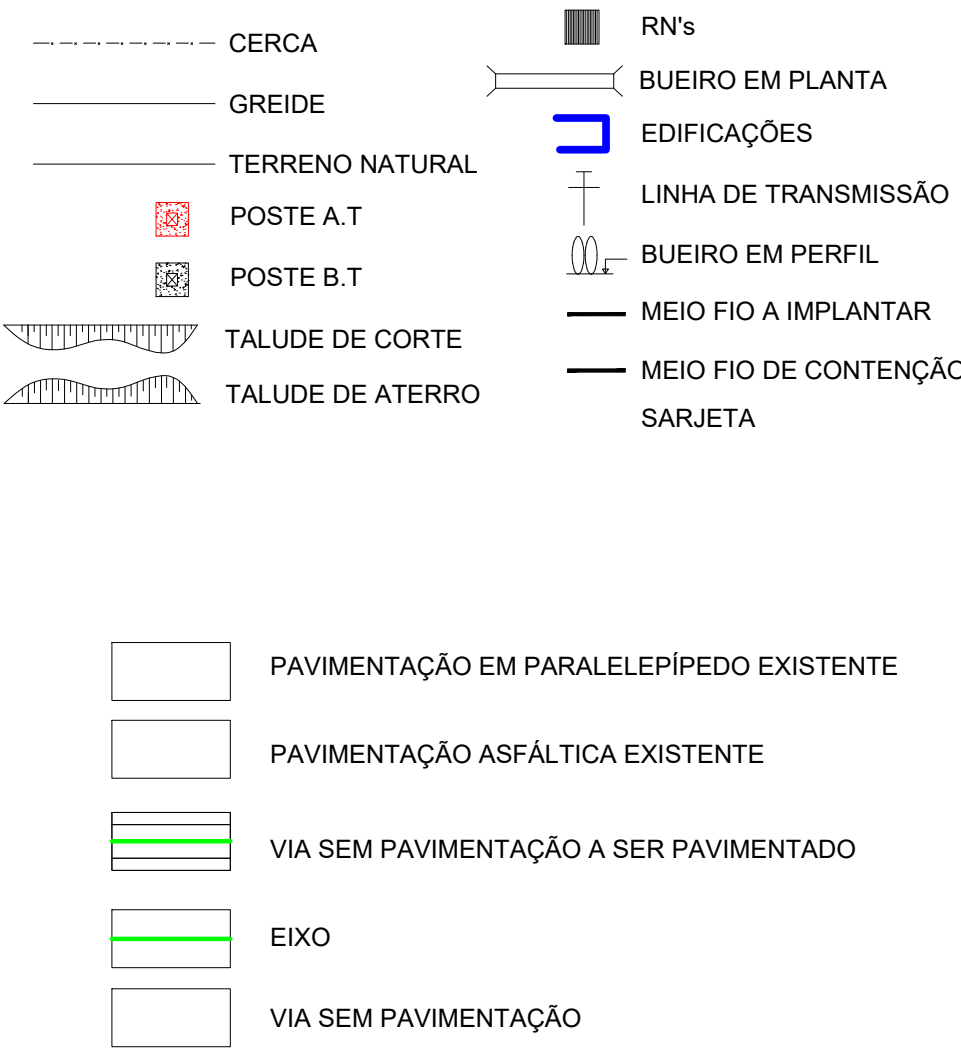 CERCA
GREIDE
TERRENO NATURAL
POSTE A.T
POSTE B.T
TALUDE DE CORTE
TALUDE DE ATERRO
RN's
BUEIRO EM PLANTA
EDIFICAÇÕES
LINHA DE TRANSMISSÃO
BUEIRO EM PERFIL
MEIO FIO A IMPLANTAR
MEIO FIO DE CONTENÇÃO
SARJETA
PAVIMENTAÇÃO EM PARALELEPÍPEDO EXISTENTE
PAVIMENTAÇÃO ASFÁLTICA EXISTENTE
VIA SEM PAVIMENTAÇÃO A SER PAVIMENTADO
EIXO
VIA SEM PAVIMENTAÇÃO